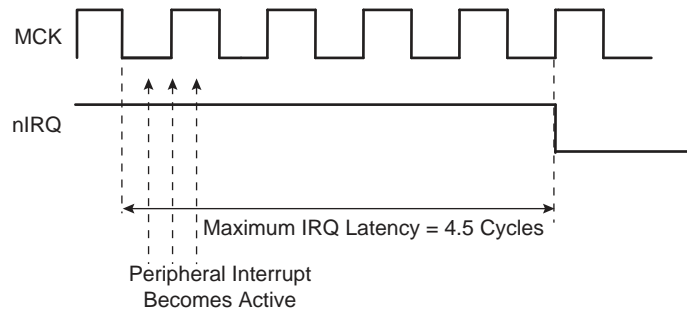 MCK
nIRQ
Maximum IRQ Latency = 4.5 Cycles
Peripheral Interrupt
Becomes Active